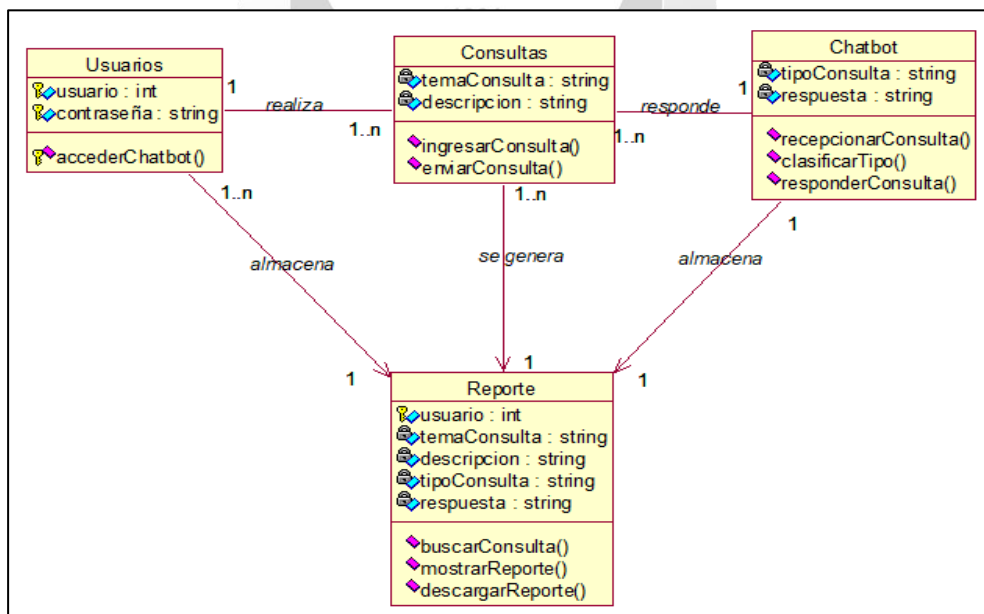 Usuarios
usuario : int
contraseña : string
accederChatbot()
1
realiza
1..n
Consultas
temaConsulta : string
descripcion : string
ingresarConsulta()
enviarConsulta()
1
responde
1..n
Chatbot
tipoConsulta : string
respuesta : string
recepcionarConsulta()
clasificarTipo()
responderConsulta()
1..n
almacena
1
1..n
se genera
1
1
almacena
1
Reporte
usuario : int
temaConsulta : string
descripcion : string
tipoConsulta : string
respuesta : string
buscarConsulta()
mostrarReporte()
descargarReporte()